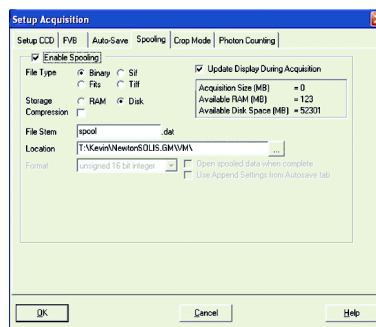 Setup Acquisition
Setup CCD FVB Auto-Save Spooling Crop Mode Photon Counting
Enable Spooling
File Type Binary Sif Update Display During Acquisition
Fits Tiff
Acquisition Size (MB) = 0
Storage RAM Disk Available RAM (MB) = 123
Compression Available Disk Space (MB) = 52301
File Stem spool .dat
Location T:\Kevin\NewtonSOLIS.GM\VM\ ...
Format unsigned 16 bit integer Open spooled data when complete
Use Append Settings from Autosave tab
OK Cancel Help